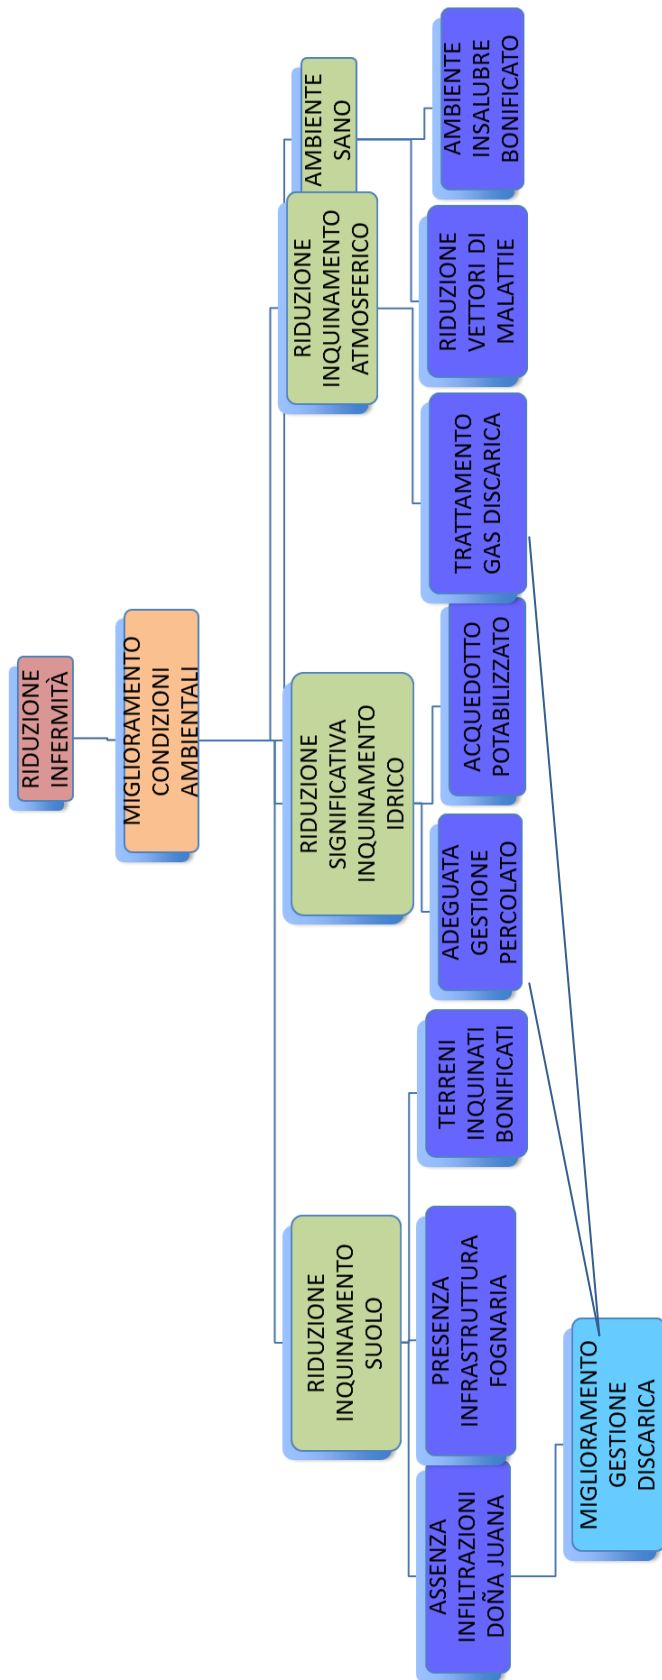 RIDUZIONE
INFERMITÀ
MIGLIORAMENTO
CONDIZIONI
AMBIENTALI
RIDUZIONE
INQUINAMENTO
SUOLO
RIDUZIONE
SIGNIFICATIVA
INQUINAMENTO
IDRICO
RIDUZIONE
INQUINAMENTO
ATMOSFERICO
AMBIENTE
SANO
ASSENZA
INFILTRAZIONI
DOÑA JUANA
PRESENZA
INFRASTRUTTURA
FOGNARIA
TERRENI
INQUINATI
BONIFICATI
ADEGUATA
GESTIONE
PERCOLATO
ACQUEDOTTO
POTABILIZZATO
TRATTAMENTO
GAS DISCARICA
RIDUZIONE
VETTORI DI
MALATTIE
AMBIENTE
INSALUBRE
BONIFICATO
MIGLIORAMENTO
GESTIONE
DISCARICA